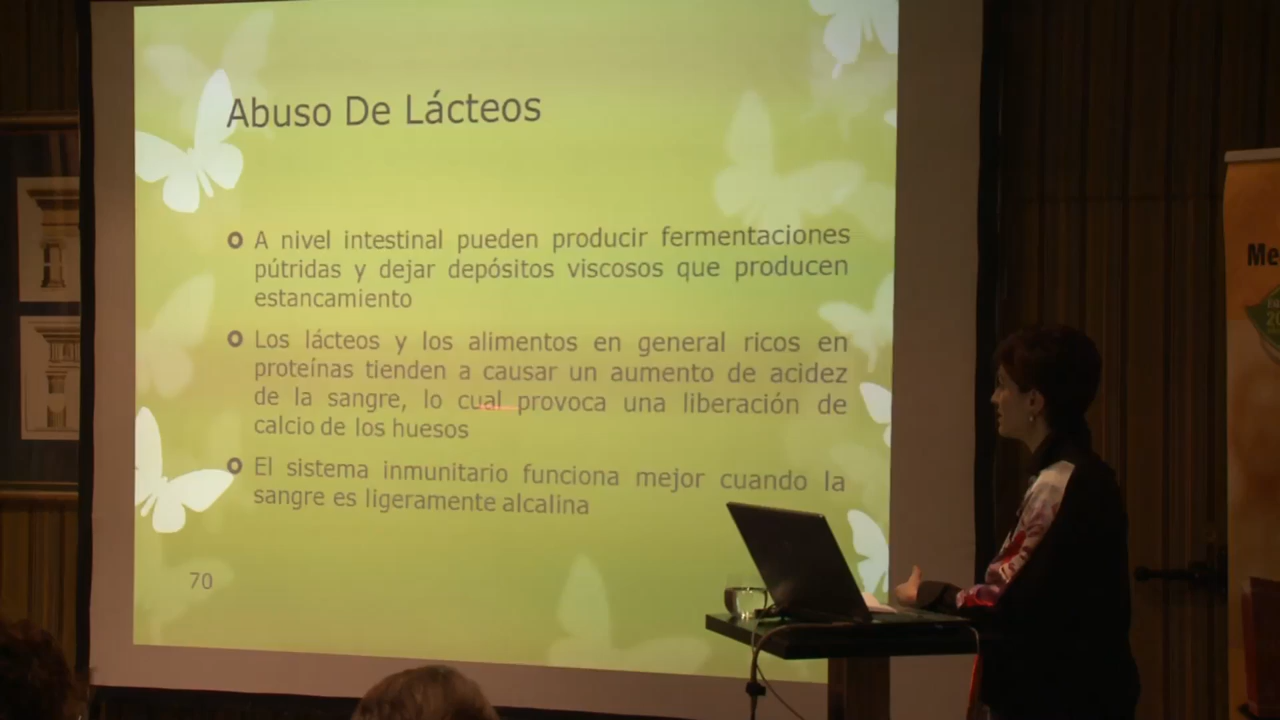 Abuso De Lácteos
A nivel intestinal pueden producir fermentaciones
pútridas y dejar depósitos viscosos que producen
estancamiento
Los lácteos y los alimentos en general ricos en
proteínas tienden a causar un aumento de acidez
de la sangre, lo cual provoca una liberación de
calcio de los huesos
El sistema inmunitario funciona mejor cuando la
sangre es ligeramente alcalina
70
Me